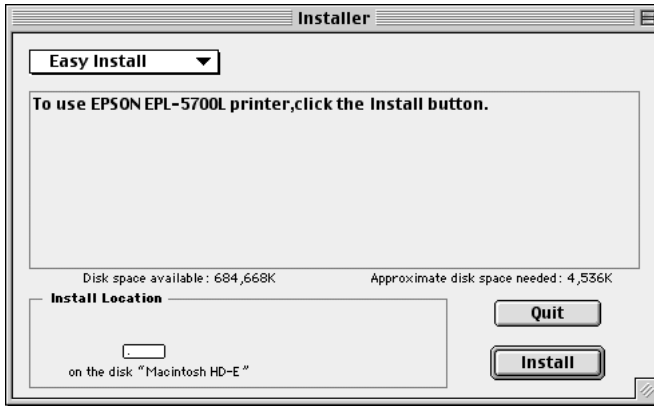 Installer
Easy Install
To use EPSON EPL-5700L printer,click the Install button.
Disk space available: 684,668K
Approximate disk space needed: 4,536K
Install Location
Quit
on the disk “Macintosh HD-E”
Install